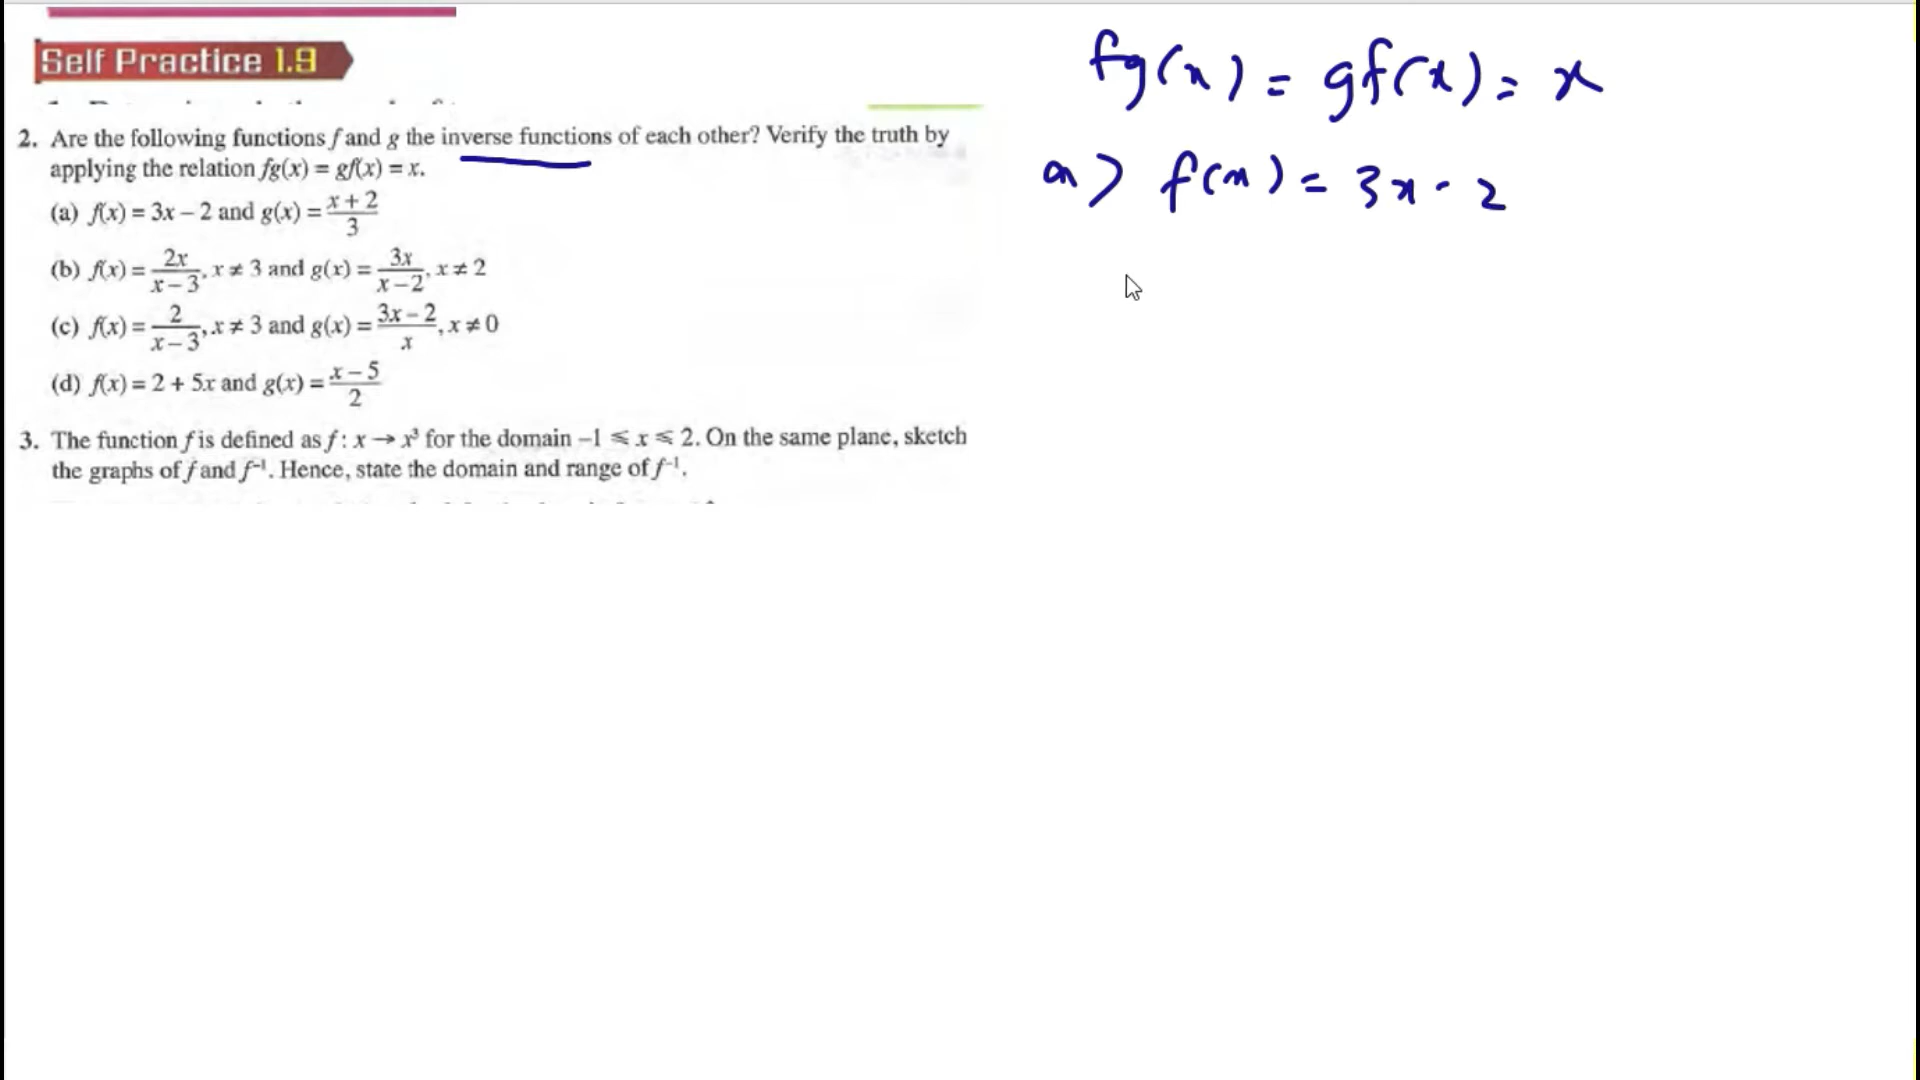 Self Practice 1.9
2. Are the following functions f and g the inverse functions of each other? Verify the truth by
applying the relation fg(x) = gf(x) = x.
(a) f(x) = 3x – 2 and g(x) = x + 2 / 3
(b) f(x) = 2x / x – 3, x ≠ 3 and g(x) = 3x / x – 2, x ≠ 2
(c) f(x) = 2 / x – 3, x ≠ 3 and g(x) = 3x – 2 / x, x ≠ 0
(d) f(x) = 2 + 5x and g(x) = x – 5 / 2
3. The function f is defined as f : x → x³ for the domain –1 ⩽ x ⩽ 2. On the same plane, sketch
the graphs of f and f⁻¹. Hence, state the domain and range of f⁻¹.
fg(x) = gf(x) = x
a> f(x) = 3x - 2